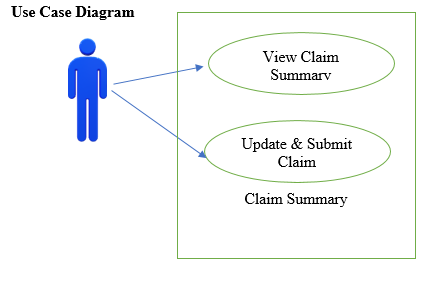 Use Case Diagram
View Claim
Summary
Update & Submit
Claim
Claim Summary